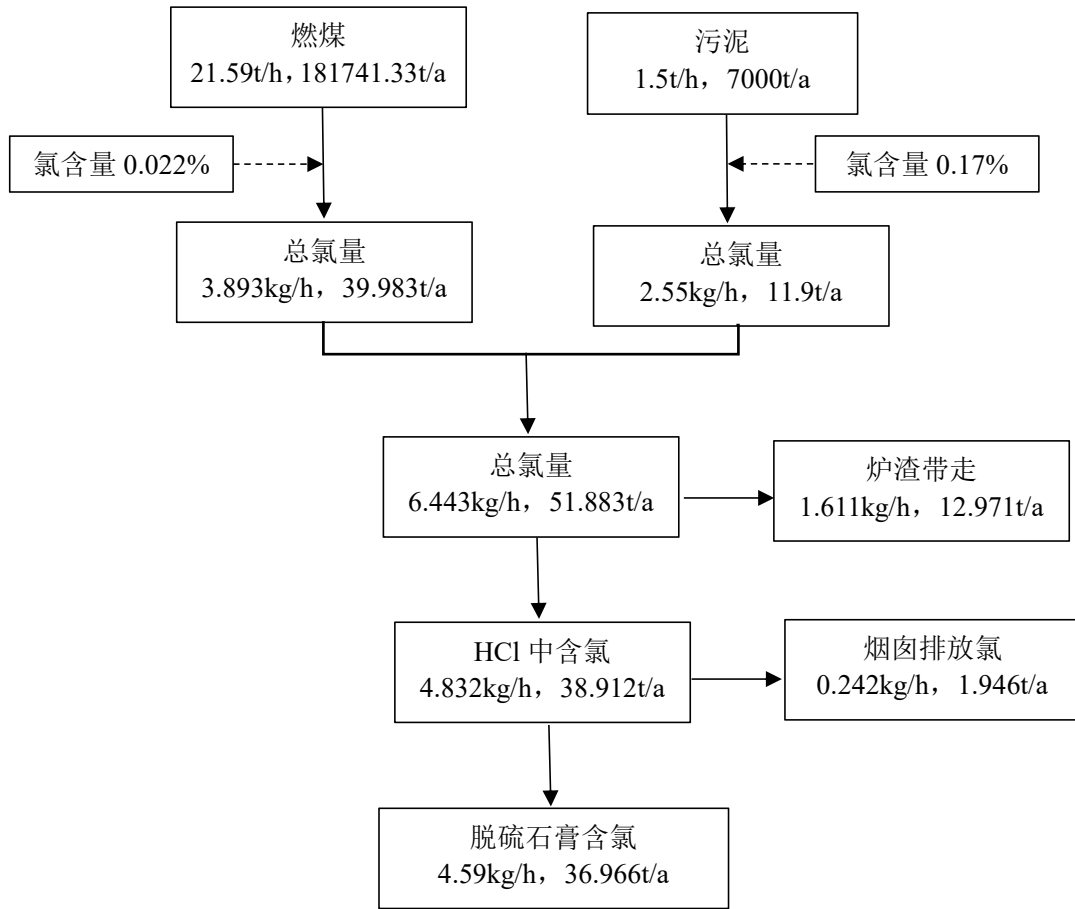 燃煤
21.59t/h，181741.33t/a
污泥
1.5t/h，7000t/a
氯含量 0.022%
氯含量 0.17%
总氯量
3.893kg/h，39.983t/a
总氯量
2.55kg/h，11.9t/a
总氯量
6.443kg/h，51.883t/a
炉渣带走
1.611kg/h，12.971t/a
HCl 中含氯
4.832kg/h，38.912t/a
烟囱排放氯
0.242kg/h，1.946t/a
脱硫石膏含氯
4.59kg/h，36.966t/a